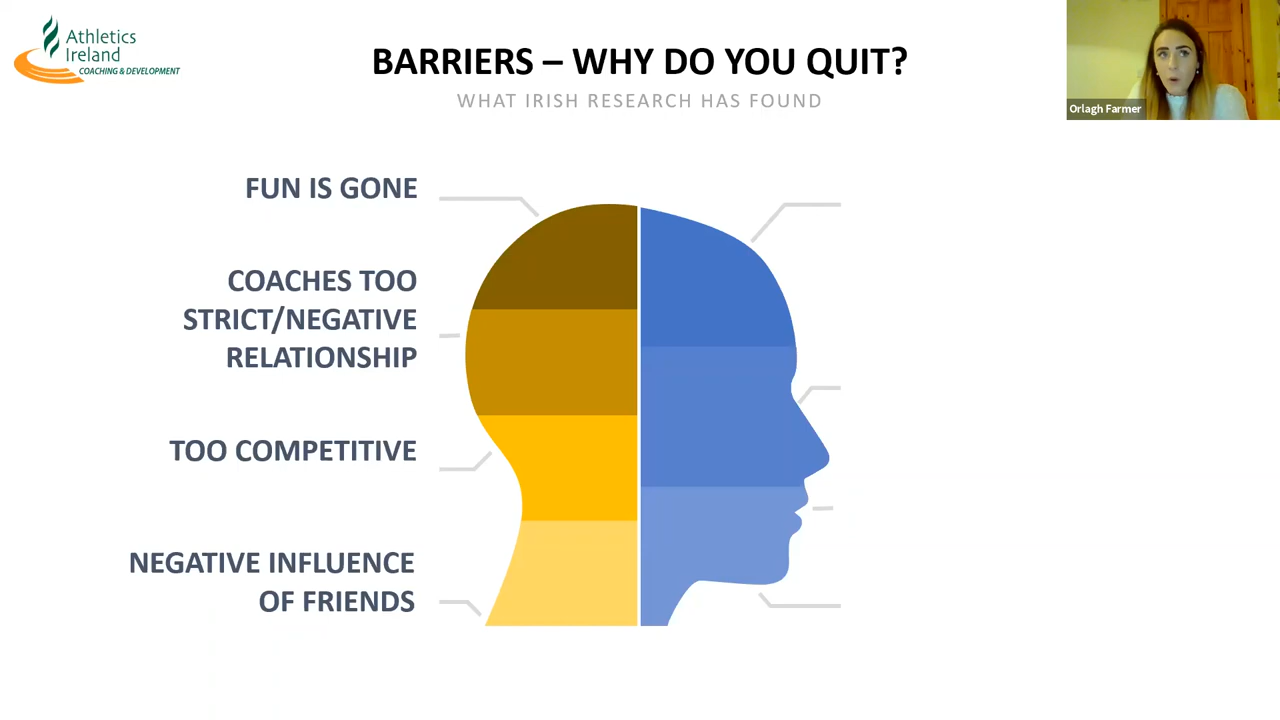 Athletics
Ireland
COACHING & DEVELOPMENT
BARRIERS – WHY DO YOU QUIT?
WHAT IRISH RESEARCH HAS FOUND
Orlagh Farmer
FUN IS GONE
COACHES TOO
STRICT/NEGATIVE
RELATIONSHIP
TOO COMPETITIVE
NEGATIVE INFLUENCE
OF FRIENDS